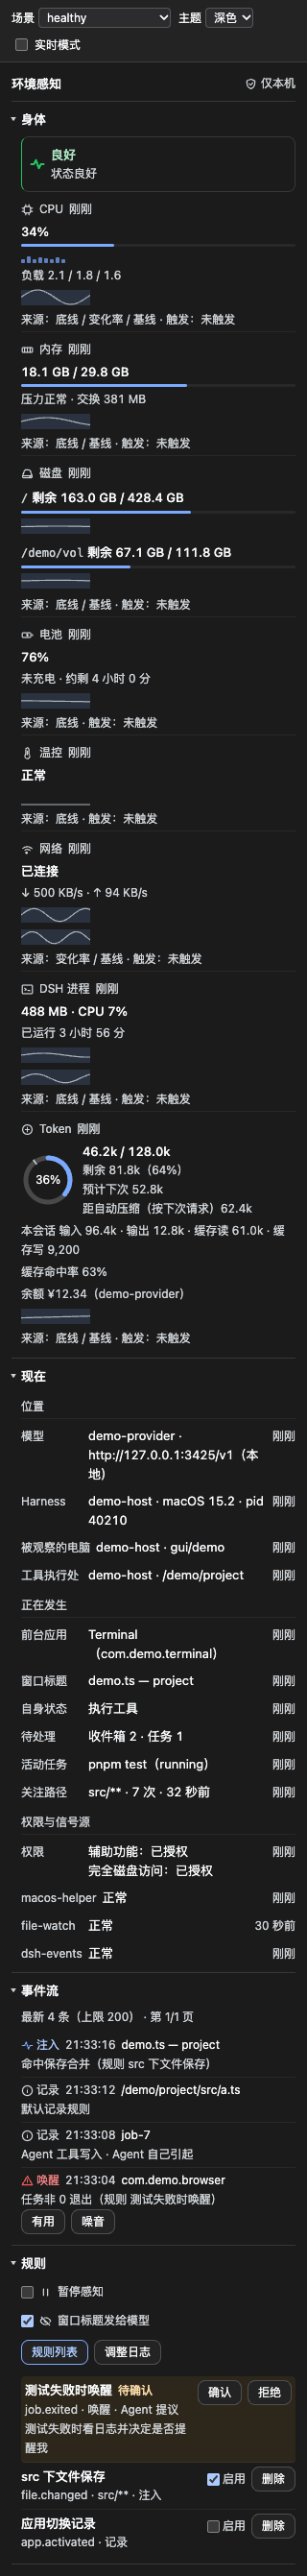 场景 healthy 主题 深色
实时模式
环境感知 仅本机
身体
良好
状态良好
CPU 刚刚
34%
负载 2.1 / 1.8 / 1.6
来源：底线 / 变化率 / 基线 · 触发：未触发
内存 刚刚
18.1 GB / 29.8 GB
压力正常 · 交换 381 MB
来源：底线 / 基线 · 触发：未触发
磁盘 刚刚
/ 剩余 163.0 GB / 428.4 GB
/demo/vol 剩余 67.1 GB / 111.8 GB
来源：底线 / 基线 · 触发：未触发
电池 刚刚
76%
未充电 · 约剩 4 小时 0 分
来源：底线 · 触发：未触发
温控 刚刚
正常
来源：底线 · 触发：未触发
网络 刚刚
已连接
↓ 500 KB/s · ↑ 94 KB/s
来源：变化率 / 基线 · 触发：未触发
DSH 进程 刚刚
488 MB · CPU 7%
已运行 3 小时 56 分
来源：底线 / 基线 · 触发：未触发
Token 刚刚
36%
46.2k / 128.0k
剩余 81.8k（64%）
预计下次 52.8k
距自动压缩（按下次请求）62.4k
本会话 输入 96.4k · 输出 12.8k · 缓存读 61.0k · 缓
存写 9,200
缓存命中率 63%
余额 ¥12.34（demo-provider）
来源：底线 / 基线 · 触发：未触发
现在
位置
模型 demo-provider · 刚刚
http://127.0.0.1:3425/v1（本
地）
Harness demo-host · macOS 15.2 · pid 刚刚
40210
被观察的电脑 demo-host · gui/demo 刚刚
工具执行处 demo-host · /demo/project 刚刚
正在发生
前台应用 Terminal 刚刚
（com.demo.terminal）
窗口标题 demo.ts — project 刚刚
自身状态 执行工具 刚刚
待处理 收件箱 2 · 任务 1 刚刚
活动任务 pnpm test（running） 刚刚
关注路径 src/** · 7 次 · 32 秒前 刚刚
权限与信号源
权限 辅助功能：已授权 刚刚
完全磁盘访问：已授权
macos-helper 正常 刚刚
file-watch 正常 30 秒前
dsh-events 正常 刚刚
事件流
最新 4 条（上限 200） · 第 1/1 页
注入 21:33:16 demo.ts — project
命中保存合并（规则 src 下文件保存）
记录 21:33:12 /demo/project/src/a.ts
默认记录规则
记录 21:33:08 job-7
Agent 工具写入 · Agent 自己引起
唤醒 21:33:04 com.demo.browser
任务非 0 退出（规则 测试失败时唤醒）
有用 噪音
规则
暂停感知
窗口标题发给模型
规则列表 调整日志
测试失败时唤醒 待确认 确认 拒绝
job.exited · 唤醒 · Agent 提议
测试失败时看日志并决定是否提
醒我
src 下文件保存 启用 删除
file.changed · src/** · 注入
应用切换记录 启用 删除
app.activated · 记录